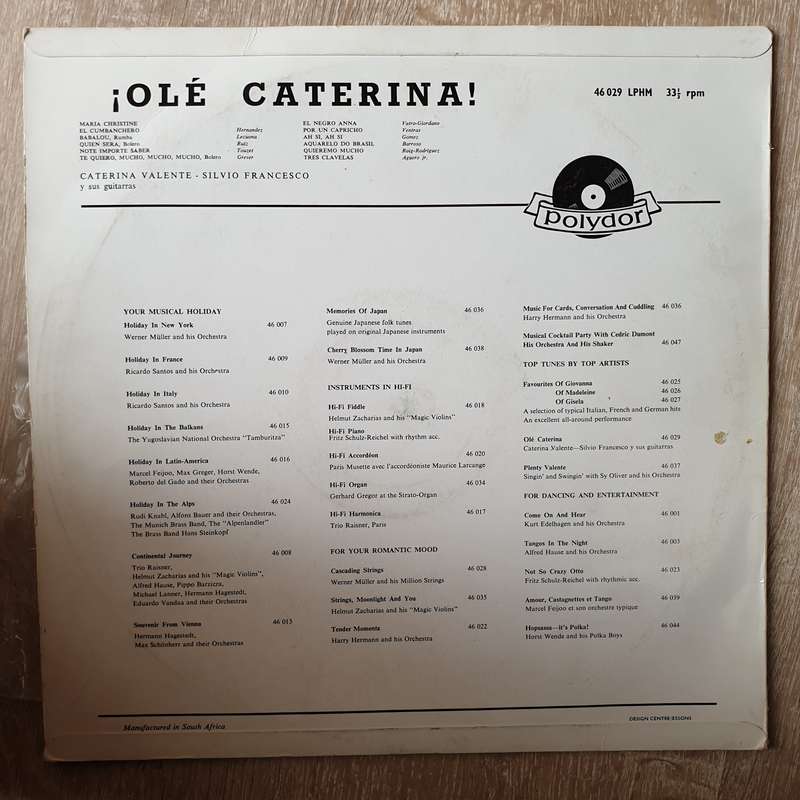 ¡OLÉ CATERINA!
46 029 LPHM 33⅓ rpm
MARIA CHRISTINE
EL CUMBANCHERO Hernandez
BABALOU, Rumba Lecuona
QUIEN SERA, Bolero Ruiz
NOTE IMPORTE SABER Touzet
TE QUIERO, MUCHO, MUCHO, MUCHO, Bolero Grever
EL NEGRO ANNA Vatro-Giordano
POR UN CAPRICHO Ventras
AH SI, AH SI Gomez
AQUARELO DO BRASIL Barroso
QUIEREMO MUCHO Roig-Rodriguez
TRES CLAVELAS Aguero jr.
CATERINA VALENTE - SILVIO FRANCESCO
y sus guitarras
polydor
YOUR MUSICAL HOLIDAY
Holiday In New York 46 007
Werner Müller and his Orchestra
Holiday In France 46 009
Ricardo Santos and his Orchestra
Holiday In Italy 46 010
Ricardo Santos and his Orchestra
Holiday In The Balkans 46 015
The Yugoslavian National Orchestra "Tamburitza"
Holiday In Latin-America 46 016
Marcel Feijoo, Max Greger, Horst Wende,
Roberto del Gado and their Orchestras
Holiday In The Alps 46 024
Rudi Knabl, Alfons Bauer and their Orchestras,
The Munich Brass Band, The "Alpenlandler"
The Brass Band Hans Steinkopf
Continental Journey 46 008
Trio Raisner,
Helmut Zacharias and his "Magic Violins",
Alfred Hause, Pippo Barzizza,
Michael Lanner, Hermann Hagestedt,
Eduardo Vandaa and their Orchestras
Souvenir From Vienna 46 013
Hermann Hagestedt,
Max Schönherr and their Orchestras
Memories Of Japan 46 036
Genuine Japanese folk tunes
played on original Japanese instruments
Cherry Blossom Time In Japan 46 038
Werner Müller and his Orchestra
INSTRUMENTS IN HI-FI
Hi-Fi Fiddle 46 018
Helmut Zacharias and his "Magic Violins"
Hi-Fi Piano
Fritz Schulz-Reichel with rhythm acc.
Hi-Fi Accordéon 46 020
Paris Musette avec l'accordéoniste Maurice Larcange
Hi-Fi Organ 46 034
Gerhard Gregor at the Strato-Organ
Hi-Fi Harmonica 46 017
Trio Raisner, Paris
FOR YOUR ROMANTIC MOOD
Cascading Strings 46 028
Werner Müller and his Million Strings
Strings, Moonlight And You 46 035
Helmut Zacharias and his "Magic Violins"
Tender Moments 46 022
Harry Hermann and his Orchestra
Music For Cards, Conversation And Cuddling 46 036
Harry Hermann and his Orchestra
Musical Cocktail Party With Cedric Dumont
His Orchestra And His Shaker 46 047
TOP TUNES BY TOP ARTISTS
Favourites Of Giovanna 46 025
Of Madeleine 46 026
Of Gisela 46 027
A selection of typical Italian, French and German hits
An excellent all-around performance
Olé Caterina 46 029
Caterina Valente—Silvio Francesco y sus guitarras
Plenty Valente 46 037
Singin' and Swingin' with Sy Oliver and his Orchestra
FOR DANCING AND ENTERTAINMENT
Come On And Hear 46 001
Kurt Edelhagen and his Orchestra
Tangos In The Night 46 003
Alfred Hause and his Orchestra
Not So Crazy Otto 46 023
Fritz Schulz-Reichel with rhythmic acc.
Amour, Castagnettes et Tango 46 039
Marcel Feijoo et son orchestre typique
Hopsassa—It's Polka! 46 044
Horst Wende and his Polka Boys
Manufactured in South Africa
DESIGN CENTRE/ESSONS